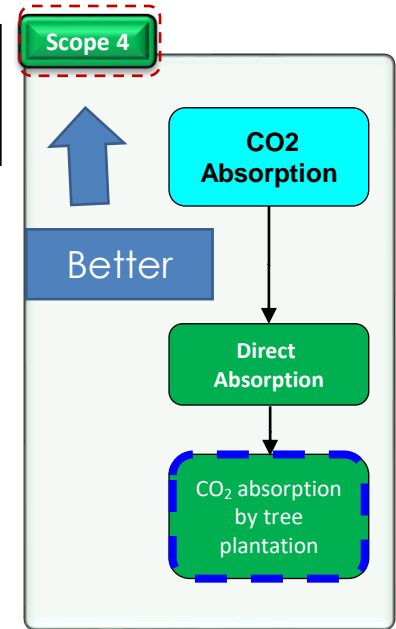 Scope 4
CO2
Absorption
Better
Direct
Absorption
CO₂ absorption
by tree
plantation